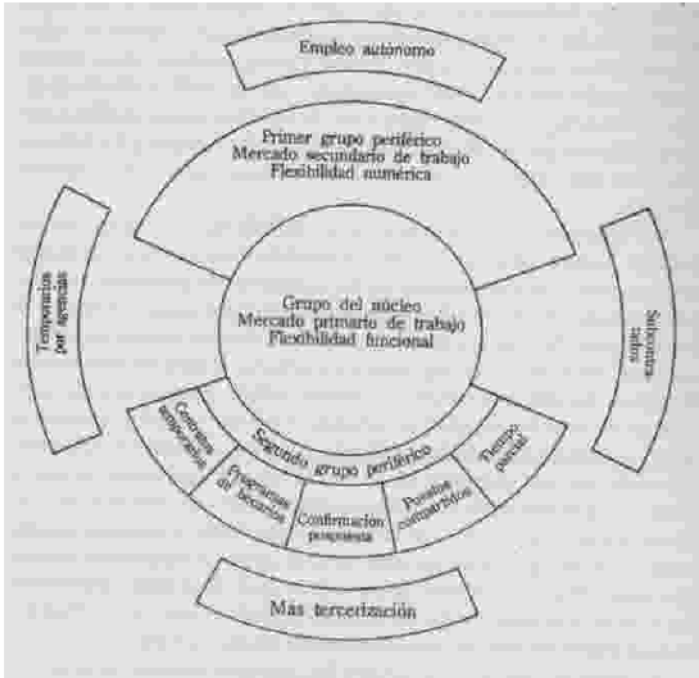 Empleo autónomo
Primer grupo periférico
Mercado secundario de trabajo
Flexibilidad numérica
Temporarios
por agencias
Grupo del núcleo
Mercado primario de trabajo
Flexibilidad funcional
Subcontra-
tados
Segundo grupo periférico
Contratos
temporarios
Programas
de becarios
Confirmación
pospuesta
Puestos
compartidos
Tiempo
parcial
Más tercerización